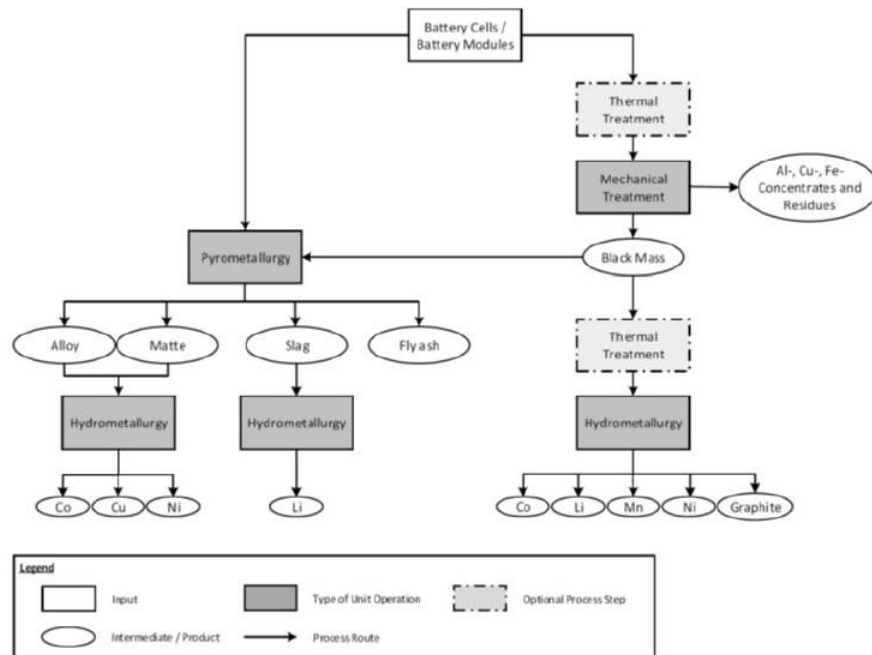 Battery Cells /
Battery Modules
Thermal
Treatment
Mechanical
Treatment
Al-, Cu-, Fe-
Concentrates and
Residues
Pyrometallurgy
Black Mass
Alloy
Matte
Slag
Fly ash
Thermal
Treatment
Hydrometallurgy
Hydrometallurgy
Hydrometallurgy
Co
Cu
Ni
Li
Co
Li
Mn
Ni
Graphite
Legend
Input
Type of Unit Operation
Optional Process Step
Intermediate / Product
Process Route